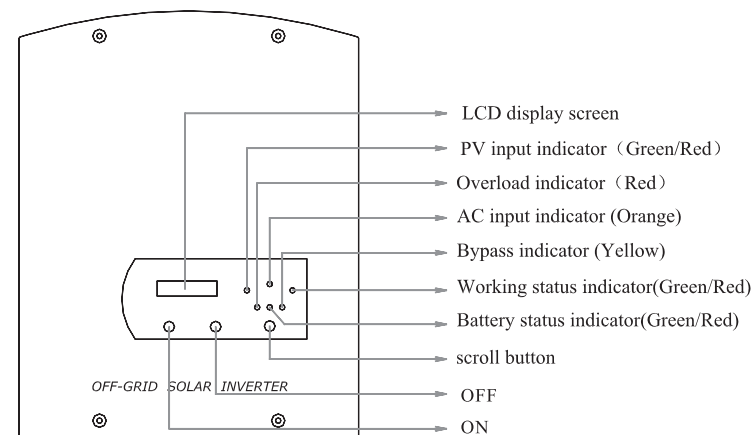 LCD display screen
PV input indicator（Green/Red）
Overload indicator（Red）
AC input indicator (Orange)
Bypass indicator (Yellow)
Working status indicator(Green/Red)
Battery status indicator(Green/Red)
scroll button
OFF-GRID SOLAR INVERTER
OFF
ON